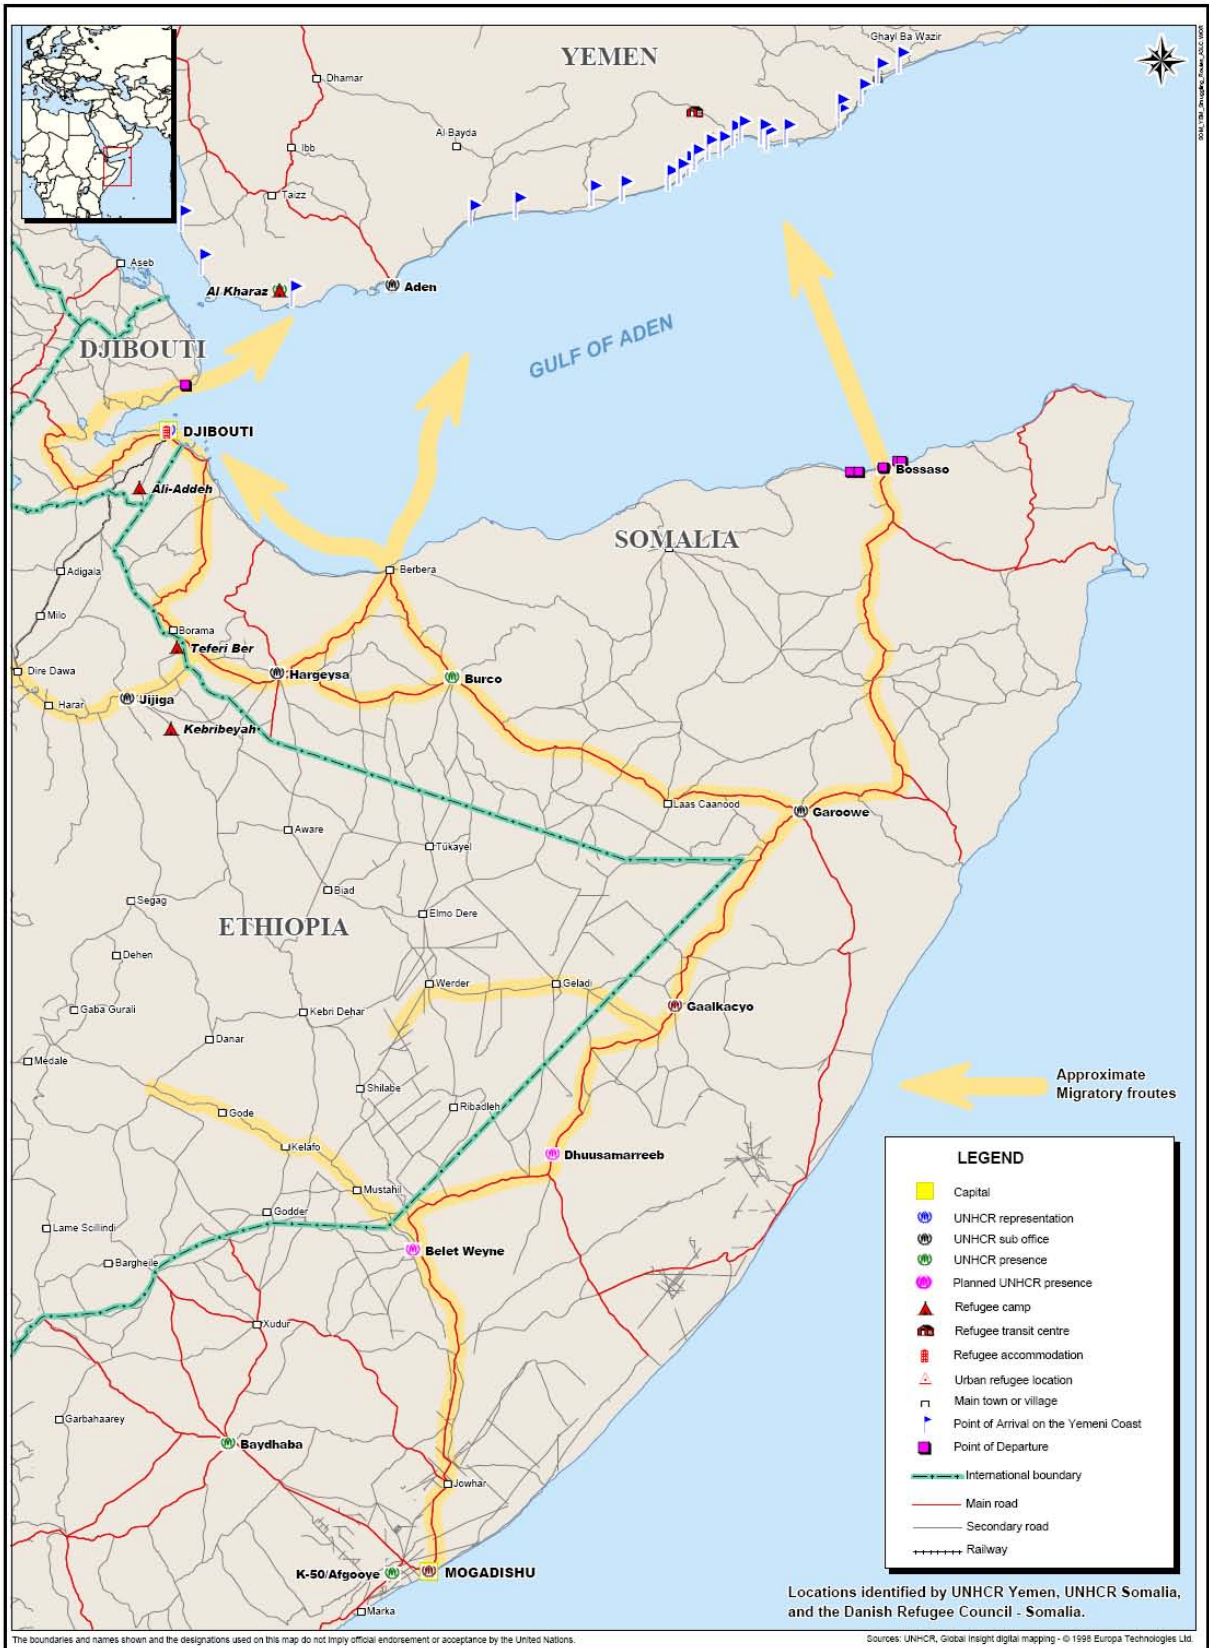 YEMEN
Ghayl Ba Wazir
Dhamar
Al Bayda
Ibb
Taizz
Aseb
Al Kharaz
Aden
DJIBOUTI
GULF OF ADEN
DJIBOUTI
Ali-Addeh
Bossaso
SOMALIA
Adigala
Berbera
Milo
Borama
Teferi Ber
Dire Dawa
Hargeysa
Burco
Harar
Jijiga
Kebribeyah
Laas Caanood
Garoowe
Aware
Tukayel
Biad
Segag
Elmo Dere
ETHIOPIA
Dehen
Werder
Geladi
Gaba Gurali
Kebri Dehar
Gaalkacyo
Danar
Medale
Shilabe
Approximate
Migratory froutes
Gode
Ribadleh
Kelafo
Dhuusamarreeb
Mustahil
Godder
Lame Scillindi
Belet Weyne
Bargheile
Xudur
Garbahaarey
Baydhaba
Jowhar
K-50/Afgooye
MOGADISHU
Marka
LEGEND
Capital
UNHCR representation
UNHCR sub office
UNHCR presence
Planned UNHCR presence
Refugee camp
Refugee transit centre
Refugee accommodation
Urban refugee location
Main town or village
Point of Arrival on the Yemeni Coast
Point of Departure
International boundary
Main road
Secondary road
Railway
Locations identified by UNHCR Yemen, UNHCR Somalia,
and the Danish Refugee Council - Somalia.
The boundaries and names shown and the designations used on this map do not imply official endorsement or acceptance by the United Nations.
Sources: UNHCR, Global Insight digital mapping - © 1998 Europa Technologies Ltd.